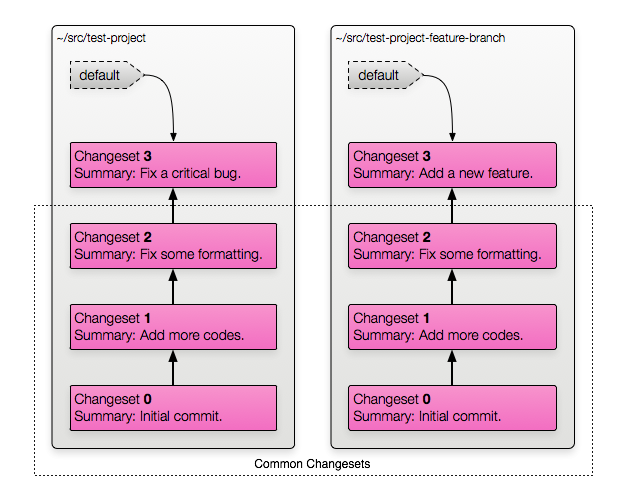 ~/src/test-project
default
Changeset 3
Summary: Fix a critical bug.
Changeset 2
Summary: Fix some formatting.
Changeset 1
Summary: Add more codes.
Changeset 0
Summary: Initial commit.
~/src/test-project-feature-branch
default
Changeset 3
Summary: Add a new feature.
Changeset 2
Summary: Fix some formatting.
Changeset 1
Summary: Add more codes.
Changeset 0
Summary: Initial commit.
Common Changesets